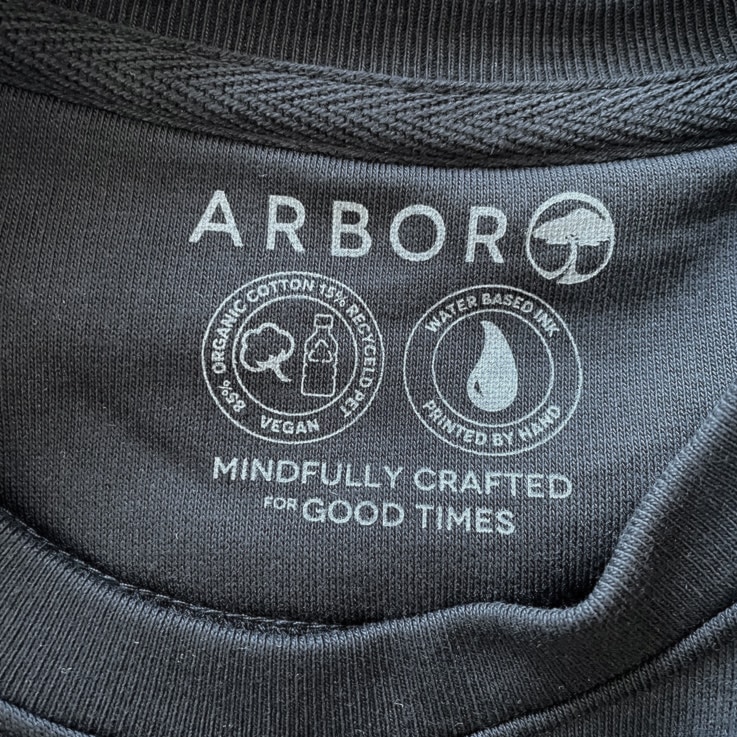 ARBOR
85% ORGANIC COTTON 15% RECYCELD PET
VEGAN
WATER BASED INK
PRINTED BY HAND
MINDFULLY CRAFTED
FOR GOOD TIMES